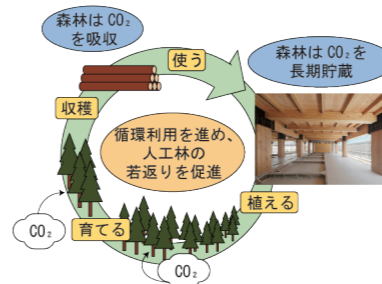 森林はCO₂
を吸収
使う
森林はCO₂を
長期貯蔵
収穫
循環利用を進め、
人工林の
若返りを促進
植える
育てる
CO₂
CO₂